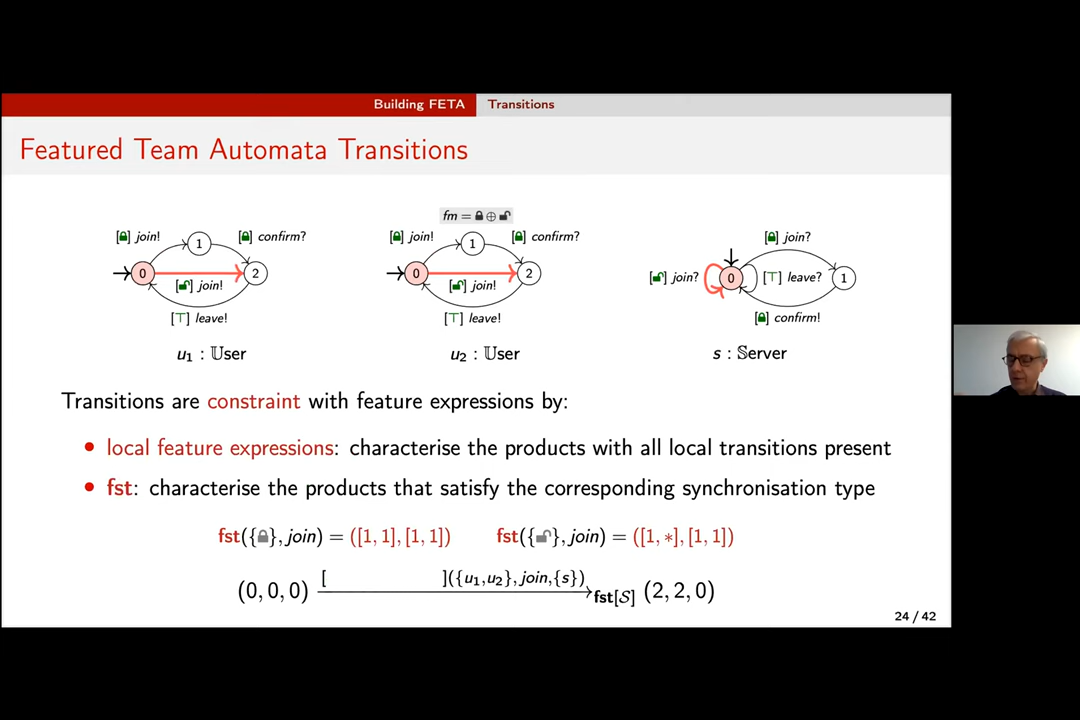 Building FETA Transitions
Featured Team Automata Transitions
fm = 🔒 ⊕ 🔓
[🔒] join! [🔒] confirm? [🔒] join! [🔒] confirm? [🔒] join?
1 1
0 2 0 2 [🔓] join? 0 [⊤] leave? 1
[🔓] join! [🔓] join!
[⊤] leave! [⊤] leave! [🔒] confirm!
u₁ : 𝕌ser u₂ : 𝕌ser s : 𝕊erver
Transitions are constraint with feature expressions by:
• local feature expressions: characterise the products with all local transitions present
• fst: characterise the products that satisfy the corresponding synchronisation type
fst({🔒}, join) = ([1, 1], [1, 1]) fst({🔓}, join) = ([1, *], [1, 1])
[ ]({u₁,u₂}, join,{s})
(0, 0, 0) fst[𝒮] (2, 2, 0)
24 / 42